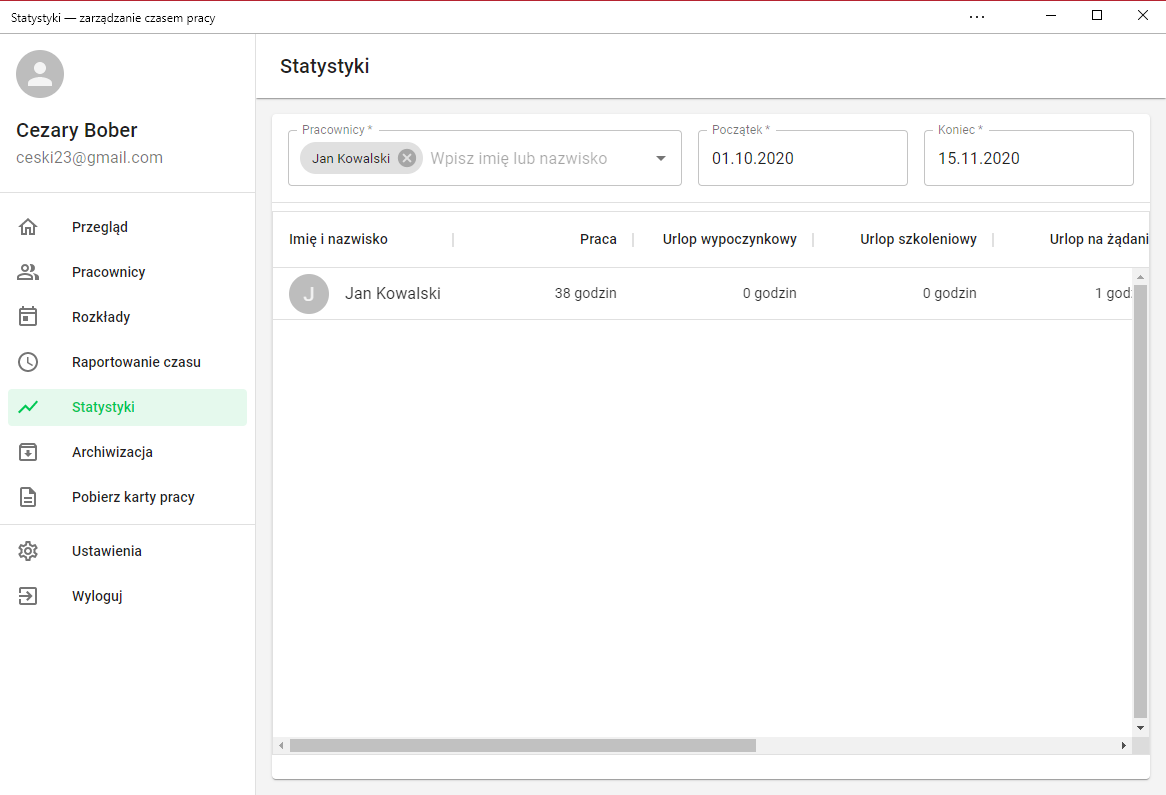 Statystyki — zarządzanie czasem pracy
Cezary Bober
ceski23@gmail.com
Przegląd
Pracownicy
Rozkłady
Raportowanie czasu
Statystyki
Archiwizacja
Pobierz karty pracy
Ustawienia
Wyloguj
Statystyki
Pracownicy *
Jan Kowalski
Wpisz imię lub nazwisko
Początek *
01.10.2020
Koniec *
15.11.2020
Imię i nazwisko Praca Urlop wypoczynkowy Urlop szkoleniowy Urlop na żądani
J Jan Kowalski 38 godzin 0 godzin 0 godzin 1 god